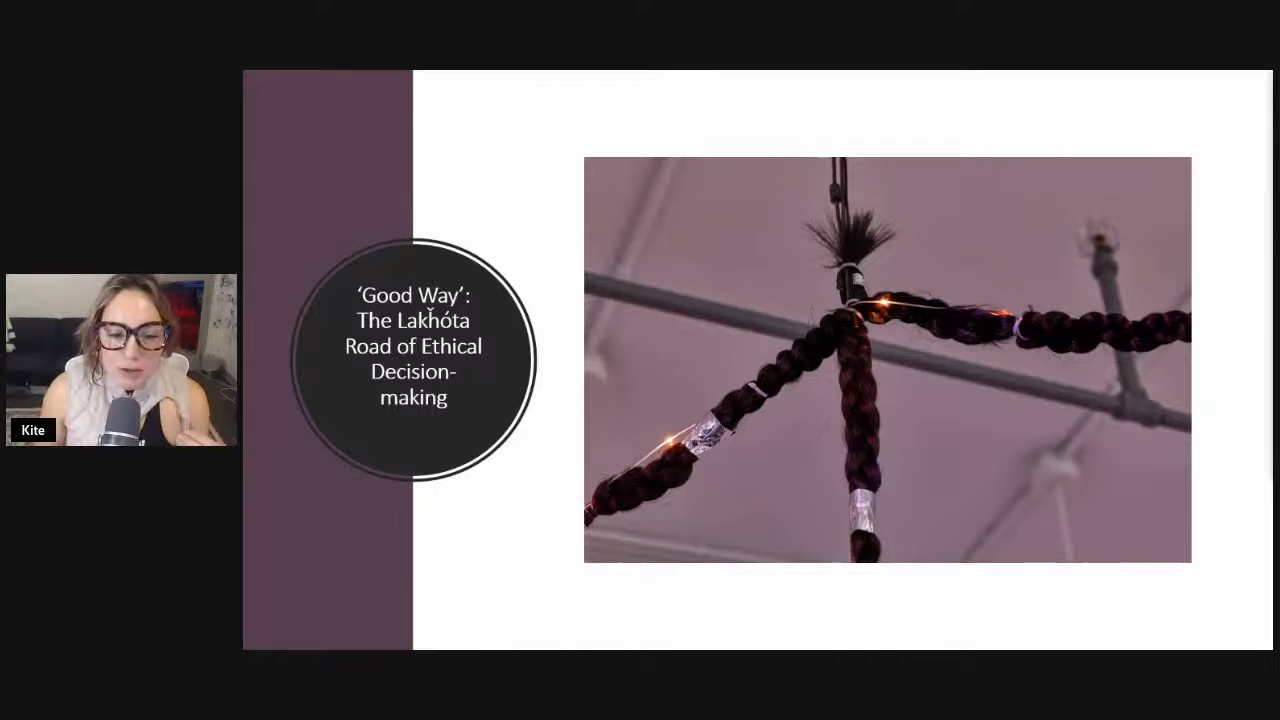 ‘Good Way’:
The Lakȟóta
Road of Ethical
Decision-
making
Kite